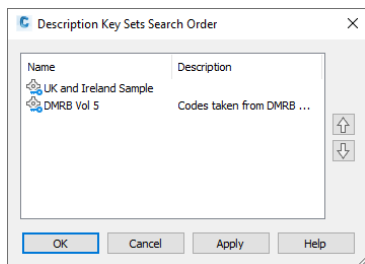 Description Key Sets Search Order
Name Description
UK and Ireland Sample
DMRB Vol 5 Codes taken from DMRB ...
OK Cancel Apply Help